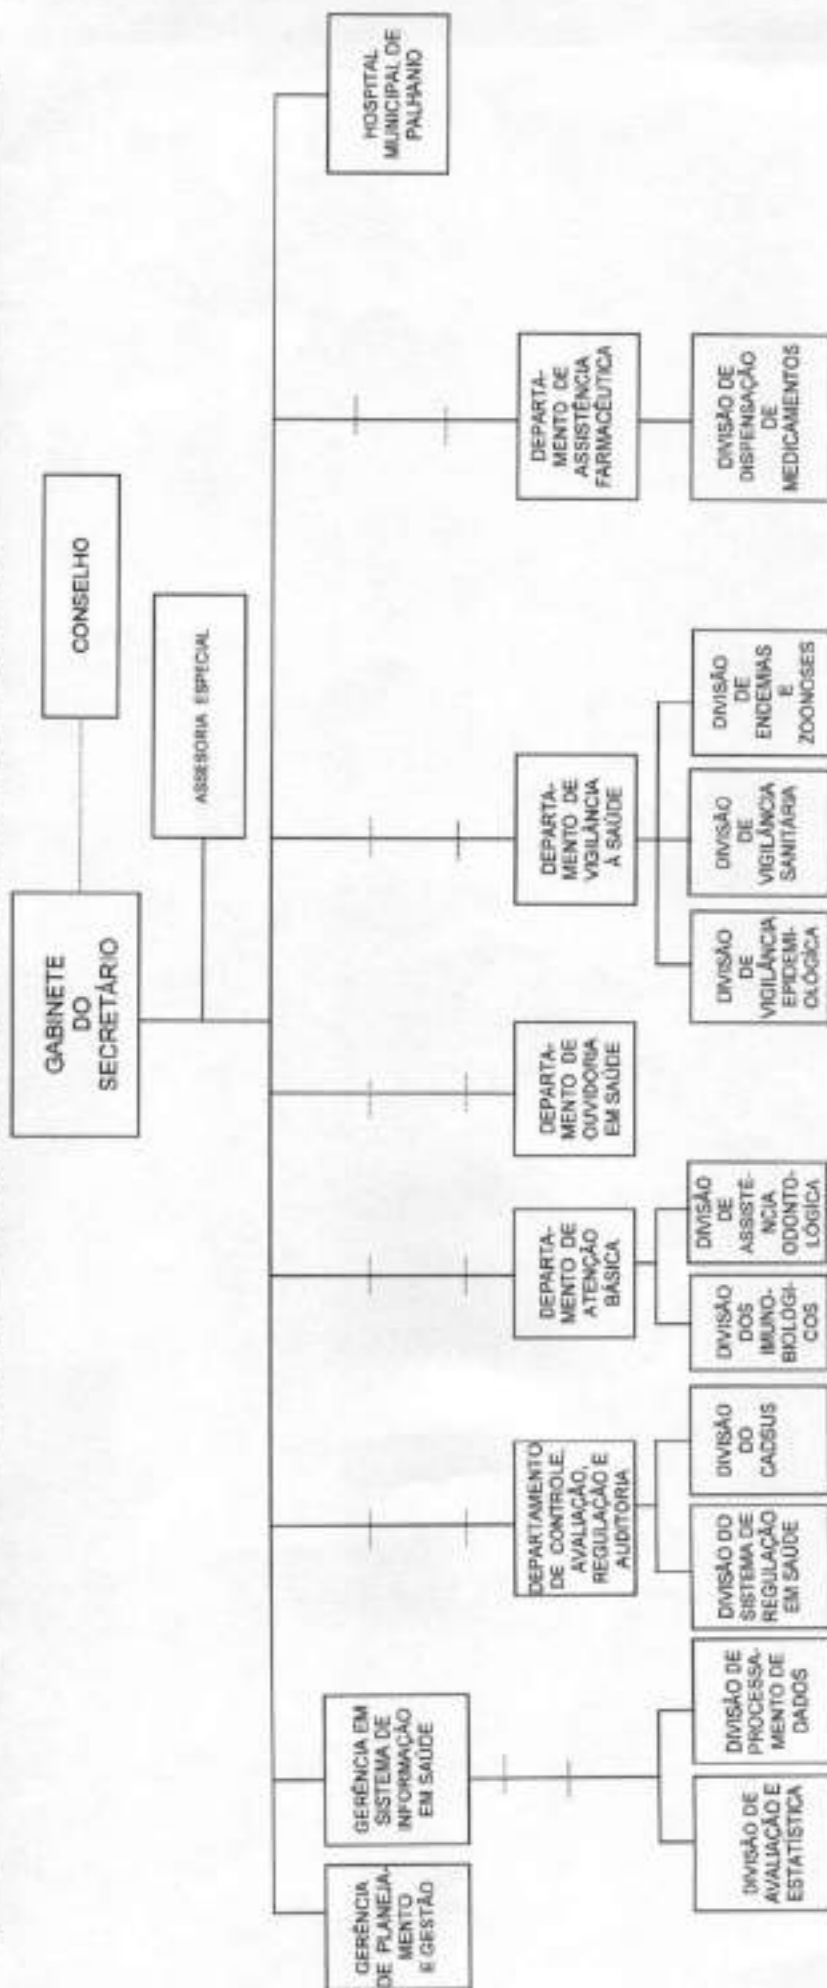 GABINETE
DO
SECRETÁRIO
CONSELHO
ASSESORIA ESPECIAL
GERÊNCIA
DE PLANEJA-
MENTO
E GESTÃO
GERÊNCIA EM
SISTEMA DE
INFORMAÇÃO
EM SAÚDE
HOSPITAL
MUNICIPAL DE
PALHANO
DEPARTAMENTO
DE CONTROLE,
AVALIAÇÃO,
REGULAÇÃO E
AUDITORIA
DEPARTA-
MENTO DE
ATENÇÃO
BÁSICA
DEPARTA-
MENTO DE
OUVIDORIA
EM SAÚDE
DEPARTA-
MENTO DE
VIGILÂNCIA
À SAÚDE
DEPARTA-
MENTO DE
ASSISTÊNCIA
FARMACÊUTICA
DIVISÃO DE
AVALIAÇÃO E
ESTATÍSTICA
DIVISÃO DE
PROCESSA-
MENTO DE
DADOS
DIVISÃO DO
SISTEMA DE
REGULAÇÃO
EM SAÚDE
DIVISÃO
DO
CADSUS
DIVISÃO
DOS
IMUNO-
BIOLÓGI-
COS
DIVISÃO
DE
ASSISTÊ-
NCIA
ODONTO-
LÓGICA
DIVISÃO
DE
VIGILÂNCIA
EPIDEMI-
OLÓGICA
DIVISÃO
DE
VIGILÂNCIA
SANITÁRIA
DIVISÃO
DE
ENDEMIAS
E
ZOONOSES
DIVISÃO DE
DISPENSAÇÃO
DE
MEDICAMENTOS